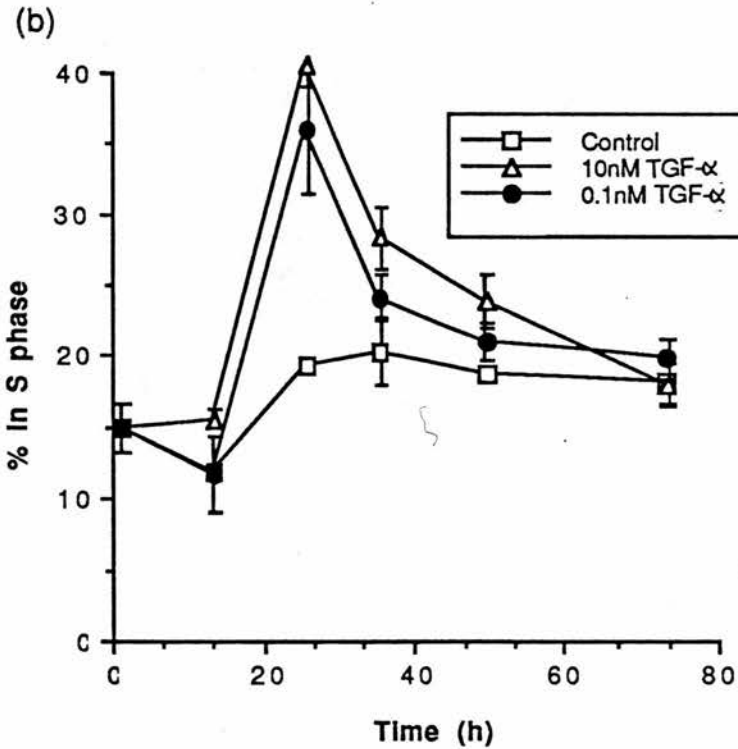 (b)
% In S phase
40
30
20
10
0
0 20 40 60 80
Time (h)
Control
10nM TGF-α
0.1nM TGF-α